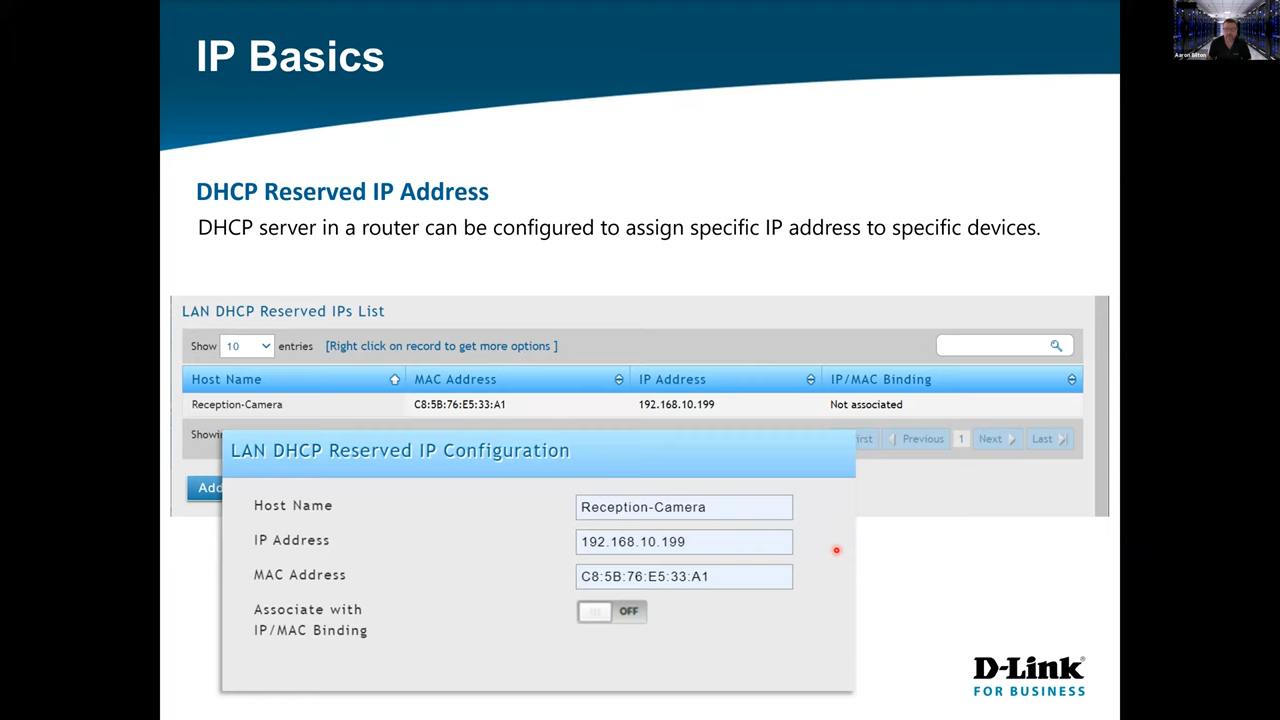 IP Basics
Aaron Bilton
DHCP Reserved IP Address
DHCP server in a router can be configured to assign specific IP address to specific devices.
LAN DHCP Reserved IPs List
Show 10 entries [Right click on record to get more options ]
Host Name MAC Address IP Address IP/MAC Binding
Reception-Camera C8:5B:76:E5:33:A1 192.168.10.199 Not associated
Previous 1 Next Last
LAN DHCP Reserved IP Configuration
Add
Host Name Reception-Camera
IP Address 192.168.10.199
MAC Address C8:5B:76:E5:33:A1
Associate with OFF
IP/MAC Binding
D-Link
FOR BUSINESS